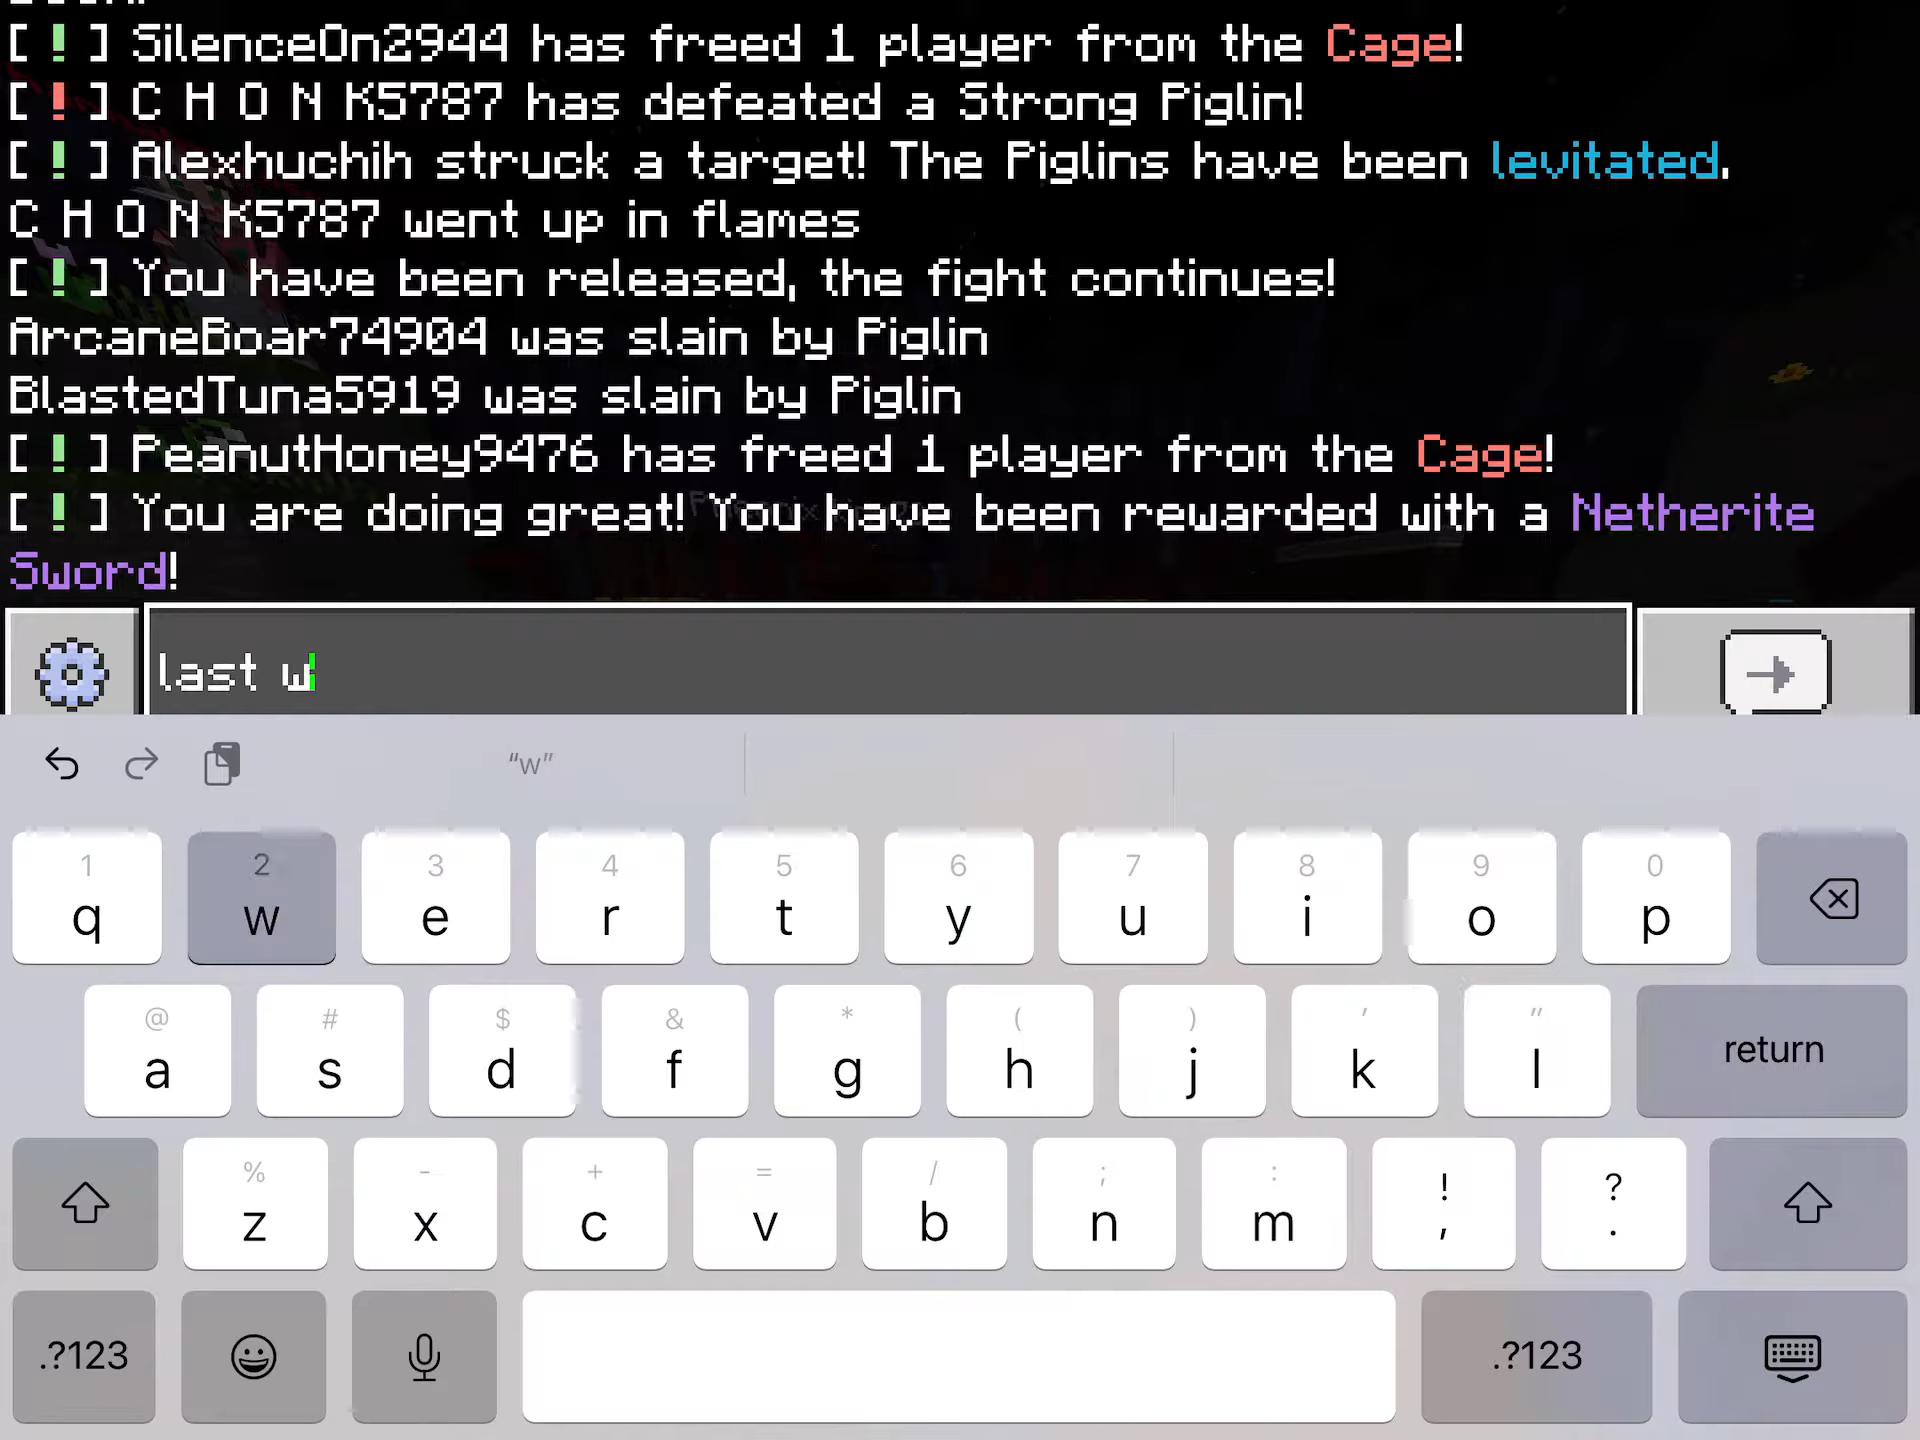 [ ! ] SilenceOn2944 has freed 1 player from the Cage!
[ ! ] C H O N K5787 has defeated a Strong Piglin!
[ ! ] Alexhuchih struck a target! The Piglins have been levitated.
C H O N K5787 went up in flames
[ ! ] You have been released, the fight continues!
ArcaneBoar74904 was slain by Piglin
BlastedTuna5919 was slain by Piglin
[ ! ] PeanutHoney9476 has freed 1 player from the Cage!
[ ! ] You are doing great! You have been rewarded with a Netherite
Sword!
last w
“w”
1 2 3 4 5 6 7 8 9 0
q w e r t y u i o p
@ # $ & * ( ) ' "
a s d f g h j k l return
% - + = / ; : ! ?
z x c v b n m , .
.?123 .?123